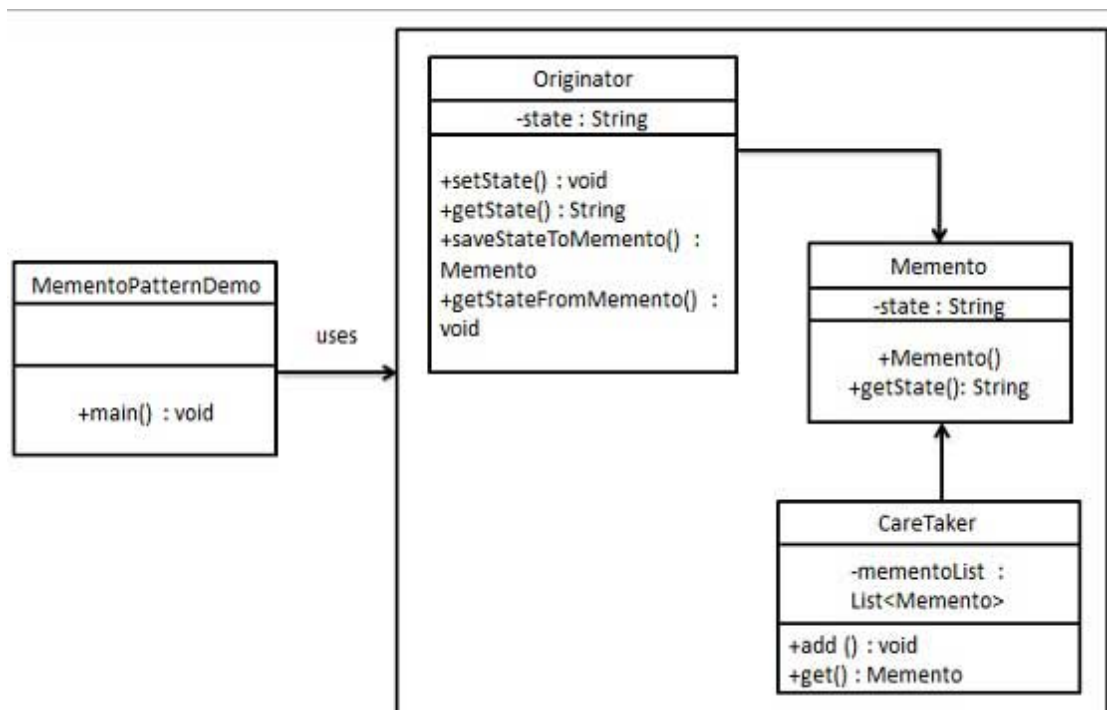 MementoPatternDemo
+main() : void
uses
Originator
-state : String
+setState() : void
+getState() : String
+saveStateToMemento() :
Memento
+getStateFromMemento() :
void
Memento
-state : String
+Memento()
+getState(): String
CareTaker
-mementoList :
List<Memento>
+add () : void
+get() : Memento